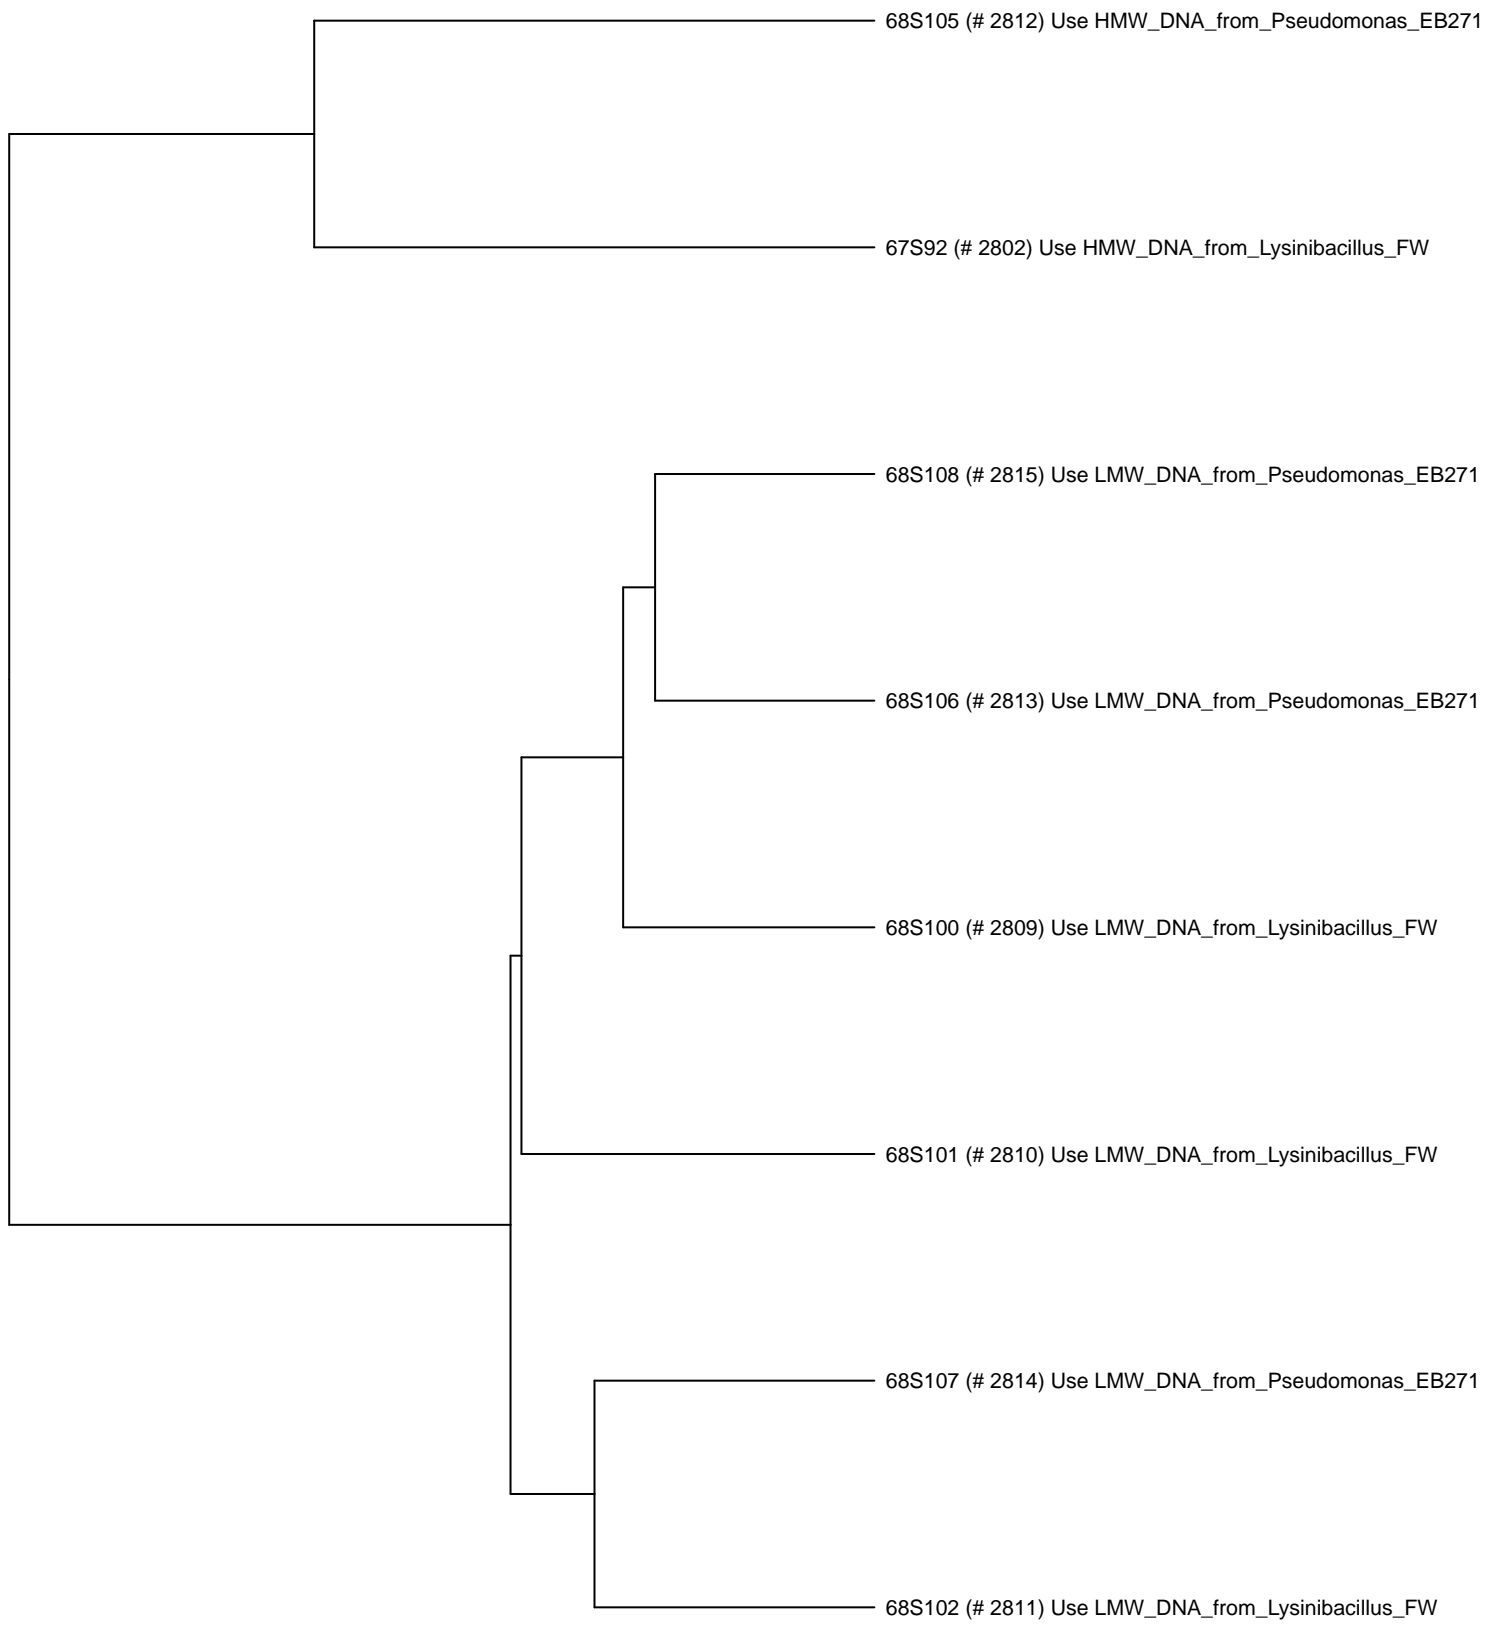 68S105 (# 2812) Use HMW_DNA_from_Pseudomonas_EB271
67S92 (# 2802) Use HMW_DNA_from_Lysinibacillus_FW
68S108 (# 2815) Use LMW_DNA_from_Pseudomonas_EB271
68S106 (# 2813) Use LMW_DNA_from_Pseudomonas_EB271
68S100 (# 2809) Use LMW_DNA_from_Lysinibacillus_FW
68S101 (# 2810) Use LMW_DNA_from_Lysinibacillus_FW
68S107 (# 2814) Use LMW_DNA_from_Pseudomonas_EB271
68S102 (# 2811) Use LMW_DNA_from_Lysinibacillus_FW